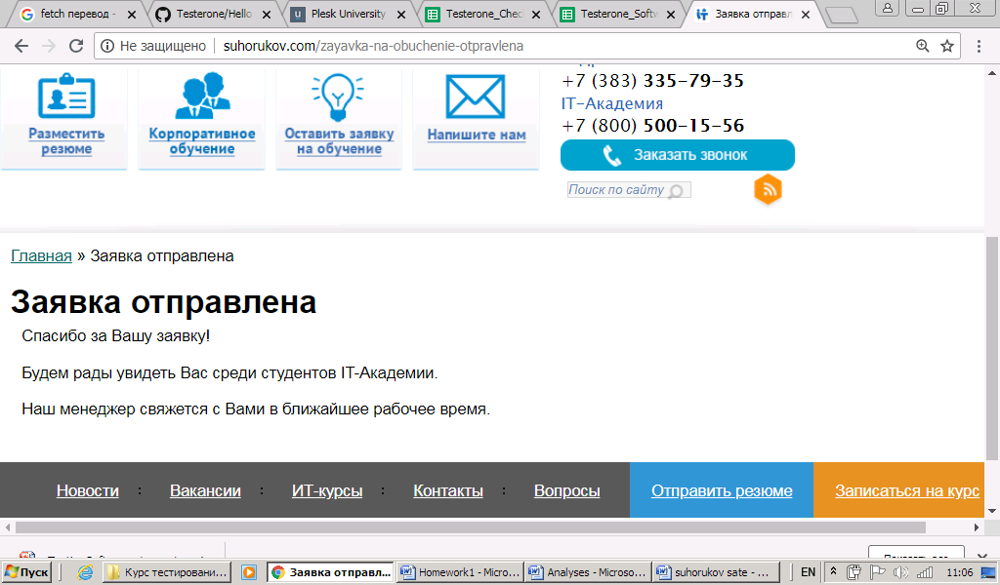 fetch перевод -
Testerone/Hello
Plesk University
Testerone_Chec
Testerone_Softw
Заявка отправл
Не защищено
suhorukov.com/zayavka-na-obuchenie-otpravlena
Разместить резюме
Корпоративное обучение
Оставить заявку на обучение
Напишите нам
+7 (383) 335-79-35
IT-Академия
+7 (800) 500-15-56
Заказать звонок
Поиск по сайту
Главная » Заявка отправлена
Заявка отправлена
Спасибо за Вашу заявку!
Будем рады увидеть Вас среди студентов IT-Академии.
Наш менеджер свяжется с Вами в ближайшее рабочее время.
Новости : Вакансии : ИТ-курсы : Контакты : Вопросы
Отправить резюме
Записаться на курс
Пуск
Курс тестировани...
Заявка отправл...
Homework1 - Micro...
Analyses - Microso...
suhorukov sate - ...
EN
11:06